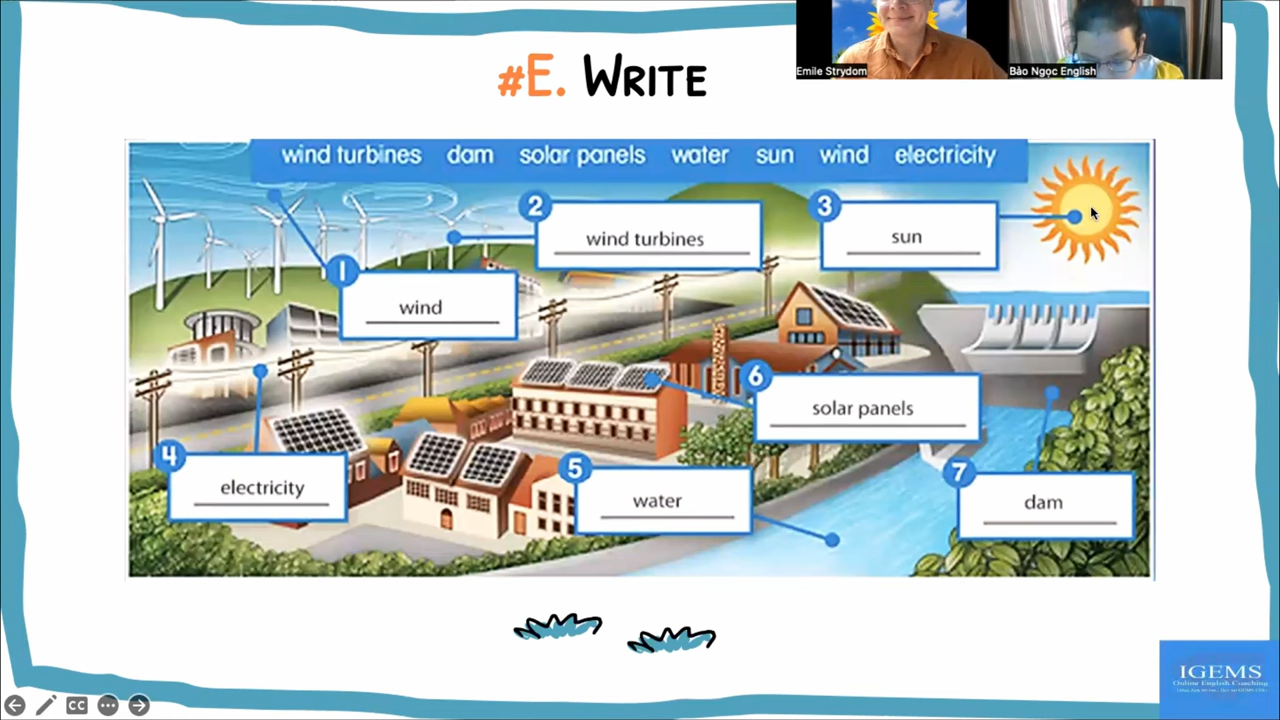 #E. WRITE
Emile Strydom
Bảo Ngọc English
wind turbines dam solar panels water sun wind electricity
1
wind
2
wind turbines
3
sun
4
electricity
5
water
6
solar panels
7
dam
IGEMS
Online English Coaching
CC